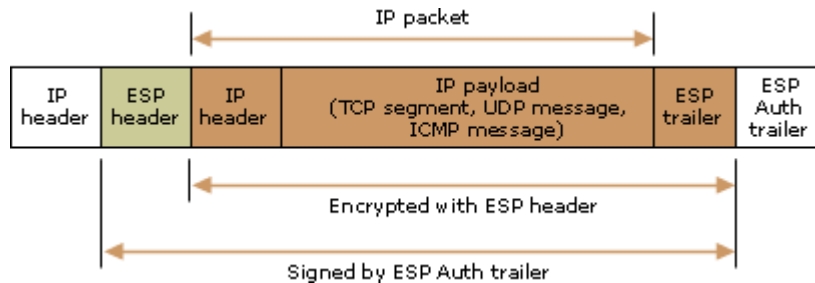 IP packet
IP
header
ESP
header
IP
header
IP payload
(TCP segment, UDP message,
ICMP message)
ESP
trailer
ESP
Auth
trailer
Encrypted with ESP header
Signed by ESP Auth trailer